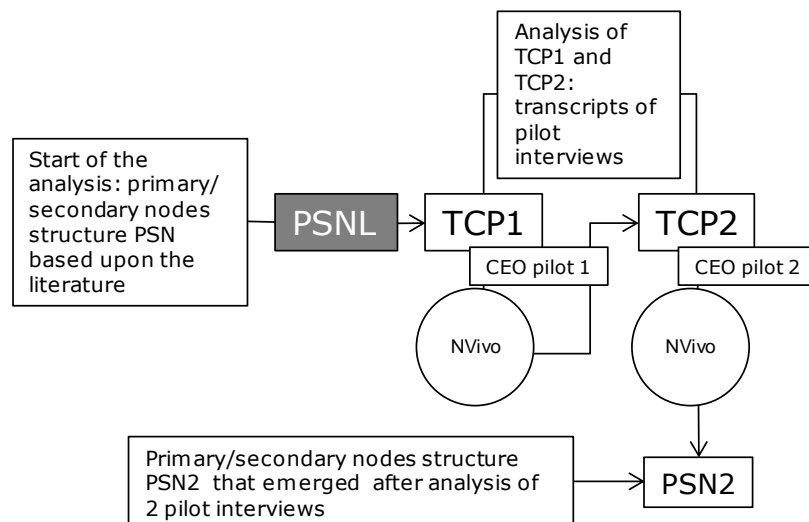 Analysis of
TCP1 and
TCP2:
transcripts of
pilot
interviews
Start of the
analysis: primary/
secondary nodes
structure PSN
based upon the
literature
PSNL
TCP1
TCP2
CEO pilot 1
CEO pilot 2
NVivo
NVivo
Primary/secondary nodes structure
PSN2 that emerged after analysis of
2 pilot interviews
PSN2